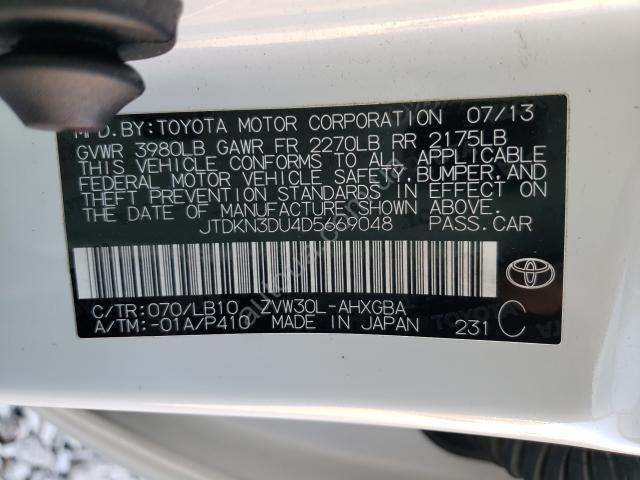 MFD.BY:TOYOTA MOTOR CORPORATION 07/13
GVWR 3980LB GAWR FR 2270LB RR 2175LB
THIS VEHICLE CONFORMS TO ALL APPLICABLE
FEDERAL MOTOR VEHICLE SAFETY,BUMPER,AND
THEFT PREVENTION STANDARDS IN EFFECT ON
THE DATE OF MANUFACTURE SHOWN ABOVE.
JTDKN3DU4D5669048 PASS.CAR
C/TR:070/LB10 ZVW30L-AHXGBA
A/TM:-01A/P410 MADE IN JAPAN 231 C